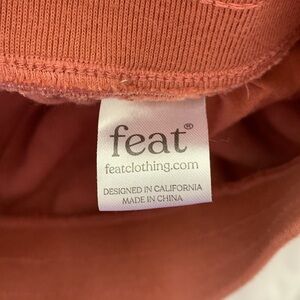 feat®
featclothing.com
DESIGNED IN CALIFORNIA
MADE IN CHINA